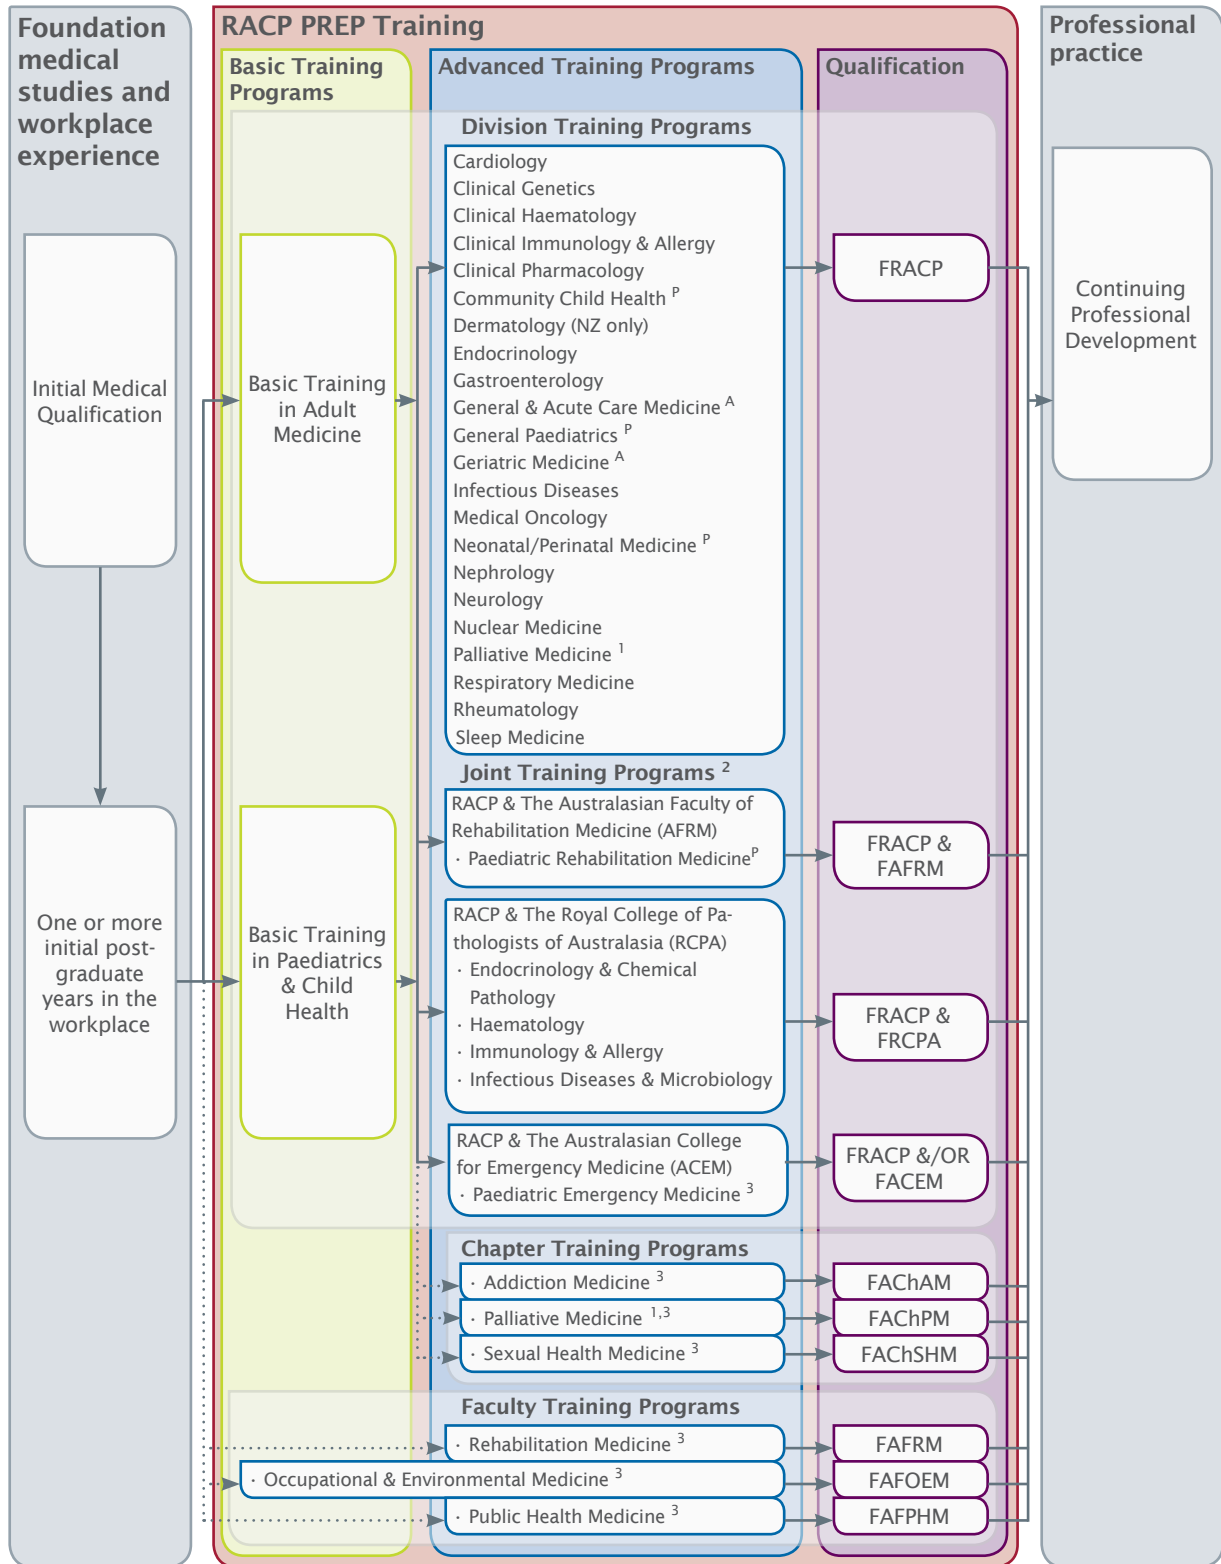 Foundation
medical
studies and
workplace
experience
Initial Medical
Qualification
One or more
initial post-
graduate
years in the
workplace
RACP PREP Training
Basic Training
Programs
Basic Training
in Adult
Medicine
Basic Training
in Paediatrics
& Child
Health
Advanced Training Programs
Division Training Programs
Cardiology
Clinical Genetics
Clinical Haematology
Clinical Immunology & Allergy
Clinical Pharmacology
Community Child Health P
Dermatology (NZ only)
Endocrinology
Gastroenterology
General & Acute Care Medicine A
General Paediatrics P
Geriatric Medicine A
Infectious Diseases
Medical Oncology
Neonatal/Perinatal Medicine P
Nephrology
Neurology
Nuclear Medicine
Palliative Medicine 1
Respiratory Medicine
Rheumatology
Sleep Medicine
Joint Training Programs 2
RACP & The Australasian Faculty of
Rehabilitation Medicine (AFRM)
· Paediatric Rehabilitation Medicine P
RACP & The Royal College of Pa-
thologists of Australasia (RCPA)
· Endocrinology & Chemical
Pathology
· Haematology
· Immunology & Allergy
· Infectious Diseases & Microbiology
RACP & The Australasian College
for Emergency Medicine (ACEM)
· Paediatric Emergency Medicine 3
Chapter Training Programs
· Addiction Medicine 3
· Palliative Medicine 1,3
· Sexual Health Medicine 3
Faculty Training Programs
· Rehabilitation Medicine 3
· Occupational & Environmental Medicine 3
· Public Health Medicine 3
Qualification
FRACP
FRACP &
FAFRM
FRACP &
FRCPA
FRACP &/OR
FACEM
FAChAM
FAChPM
FAChSHM
FAFRM
FAFOEM
FAFPHM
Professional
practice
Continuing
Professional
Development